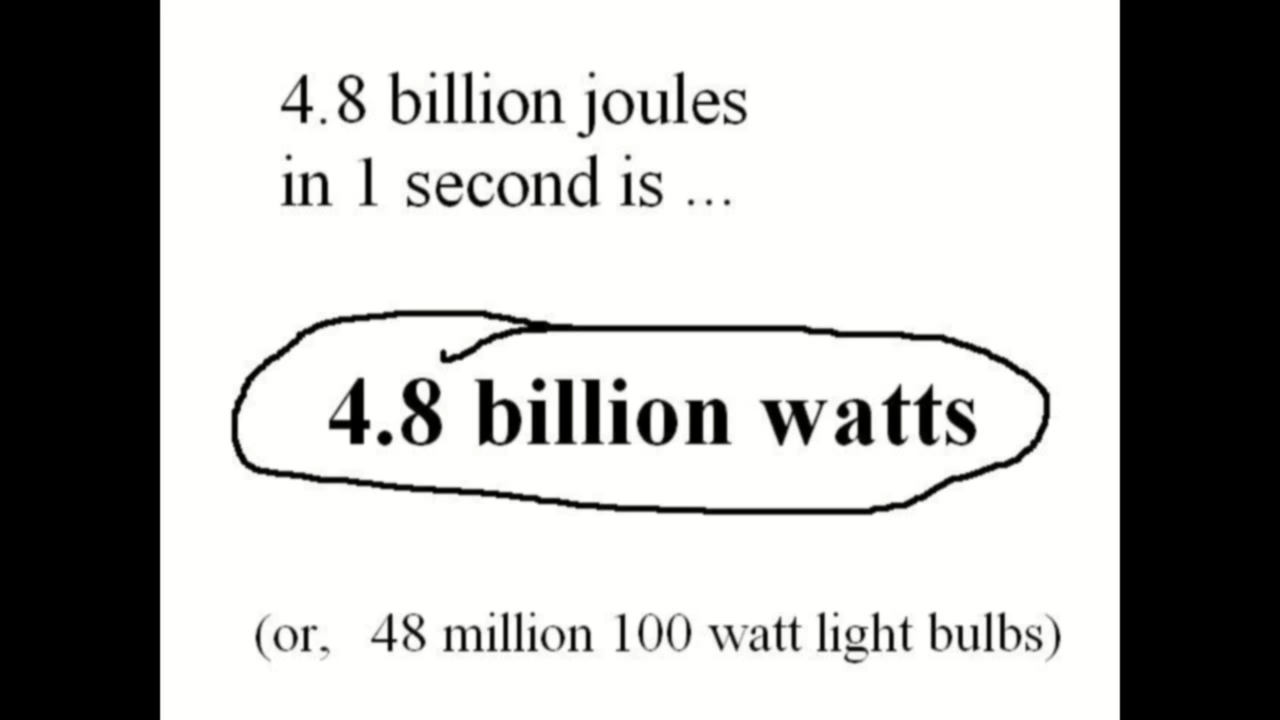 4.8 billion joules
in 1 second is ...
4.8 billion watts
(or, 48 million 100 watt light bulbs)